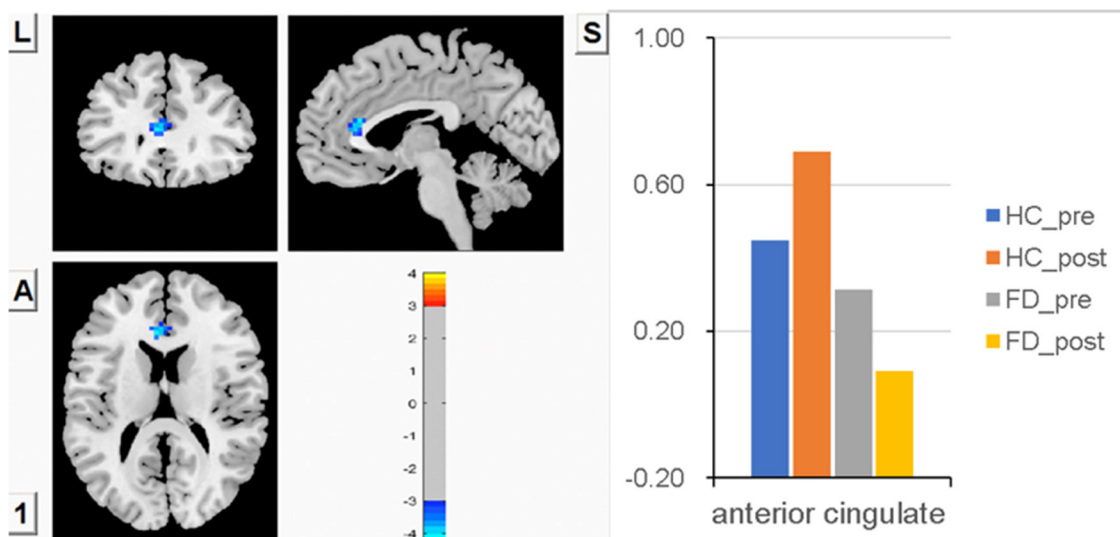 L
S
A
1
4
3
2
1
0
-1
-2
-3
-4
1.00
0.60
0.20
-0.20
anterior cingulate
HC_pre
HC_post
FD_pre
FD_post